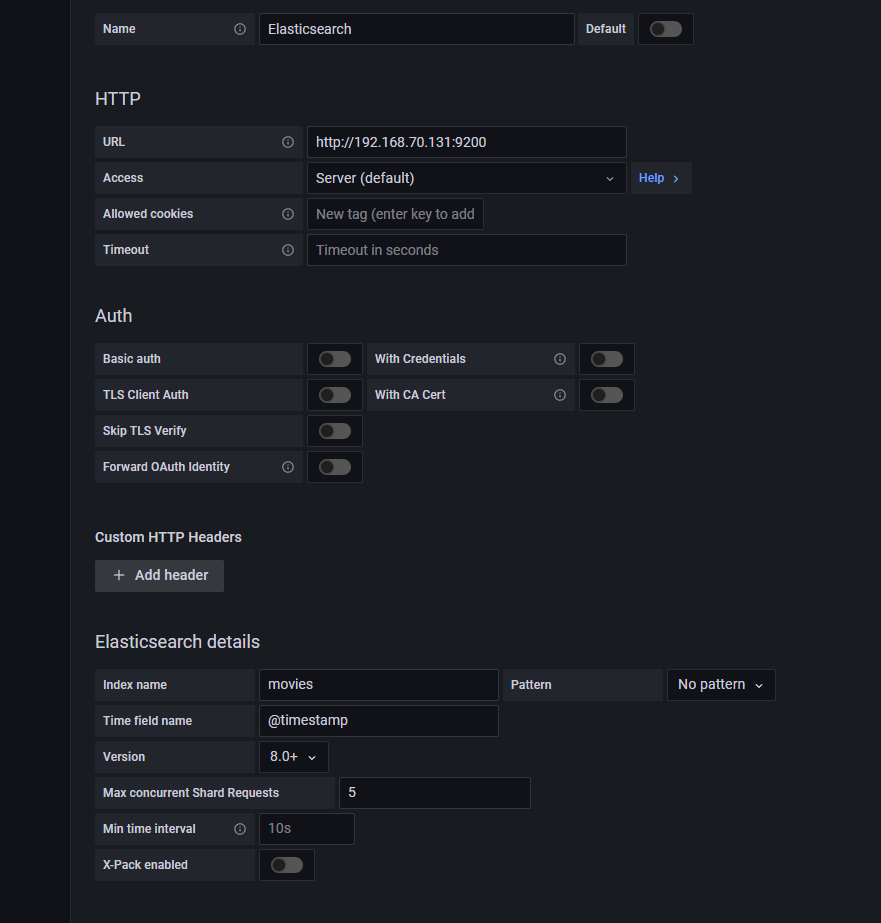 Name Elasticsearch Default
HTTP
URL http://192.168.70.131:9200
Access Server (default) Help
Allowed cookies New tag (enter key to add
Timeout Timeout in seconds
Auth
Basic auth With Credentials
TLS Client Auth With CA Cert
Skip TLS Verify
Forward OAuth Identity
Custom HTTP Headers
+ Add header
Elasticsearch details
Index name movies Pattern No pattern
Time field name @timestamp
Version 8.0+
Max concurrent Shard Requests 5
Min time interval 10s
X-Pack enabled